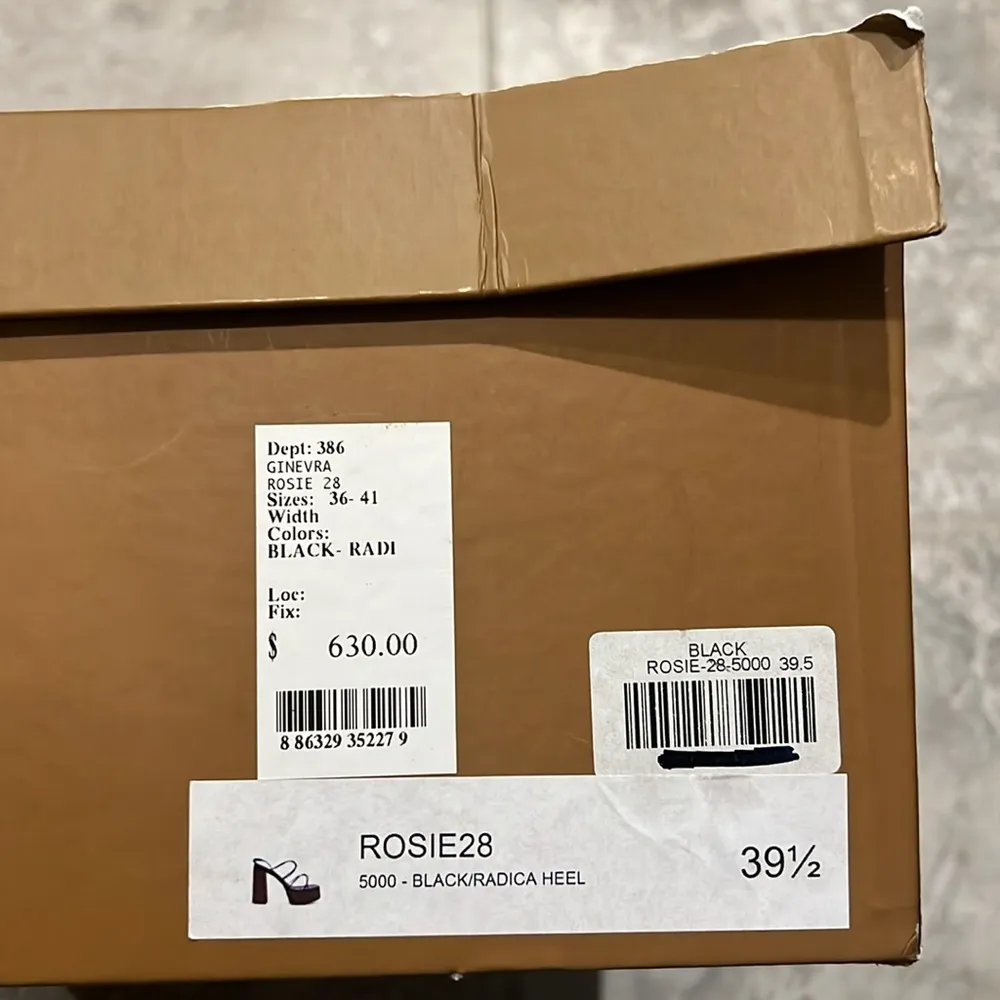 Dept: 386
GINEVRA
ROSIE 28
Sizes: 36- 41
Width
Colors:
BLACK- RADI
Loc:
Fix:
$ 630.00
8 86329 35227 9
BLACK
ROSIE-28-5000 39.5
ROSIE28
5000 - BLACK/RADICA HEEL
39½